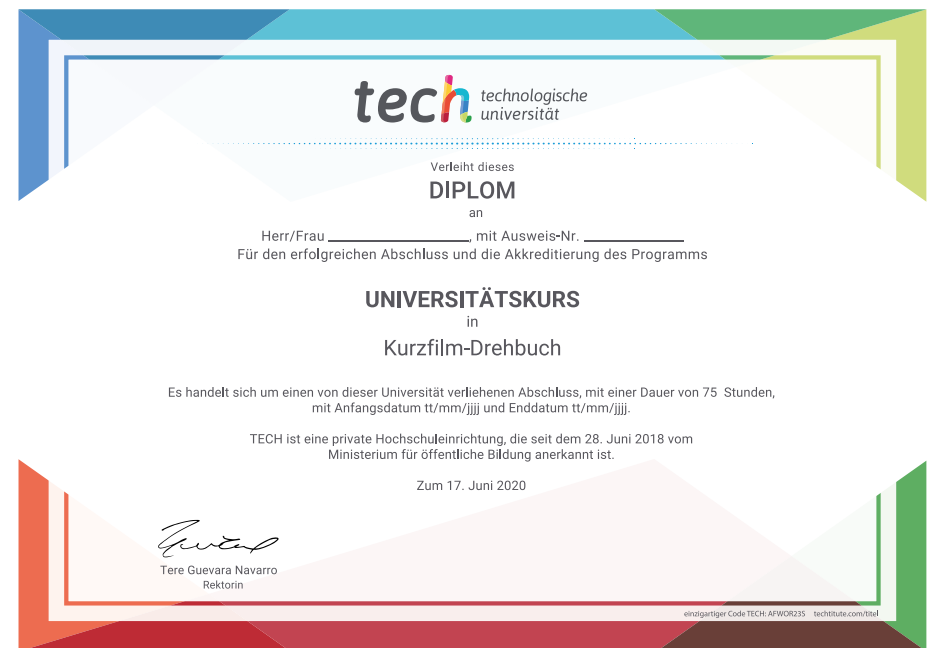 tech technologische
universität
Verleiht dieses
DIPLOM
an
Herr/Frau ____________________, mit Ausweis-Nr. ______________
Für den erfolgreichen Abschluss und die Akkreditierung des Programms
UNIVERSITÄTSKURS
in
Kurzfilm-Drehbuch
Es handelt sich um einen von dieser Universität verliehenen Abschluss, mit einer Dauer von 75 Stunden,
mit Anfangsdatum tt/mm/jjjj und Enddatum tt/mm/jjjj.
TECH ist eine private Hochschuleinrichtung, die seit dem 28. Juni 2018 vom
Ministerium für öffentliche Bildung anerkannt ist.
Zum 17. Juni 2020
Tere Guevara Navarro
Rektorin
einzigartiger Code TECH: AFWOR23S techtitute.com/titel